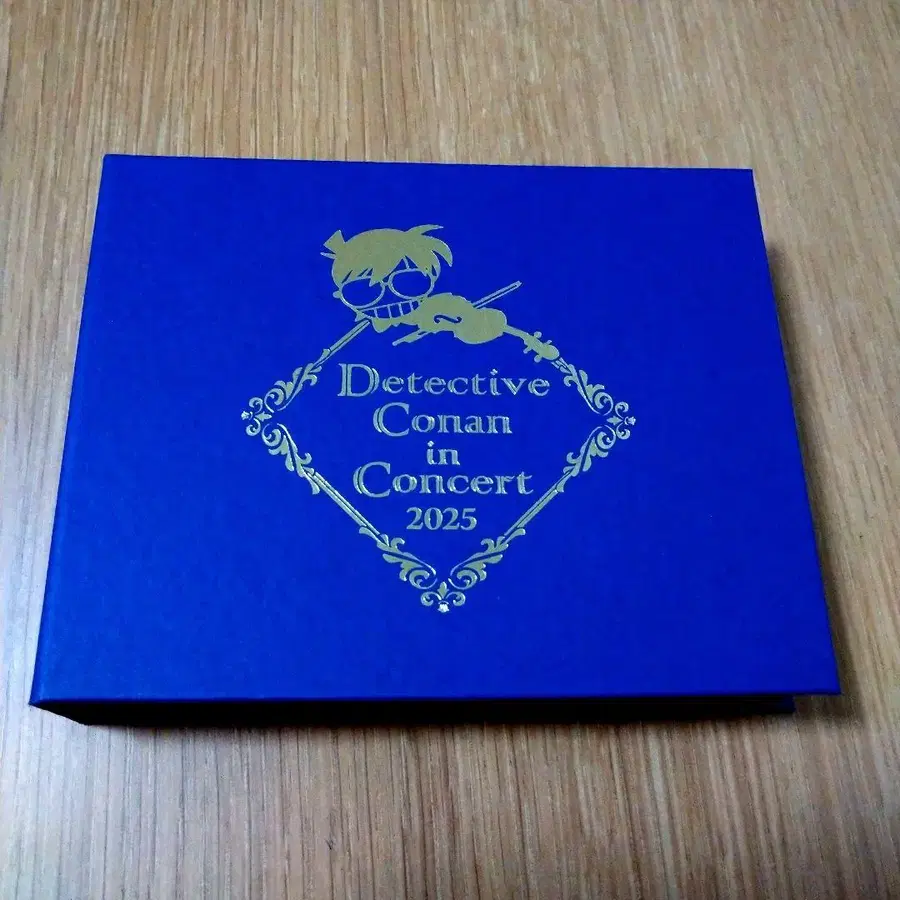 Detective
Conan
in
Concert
2025